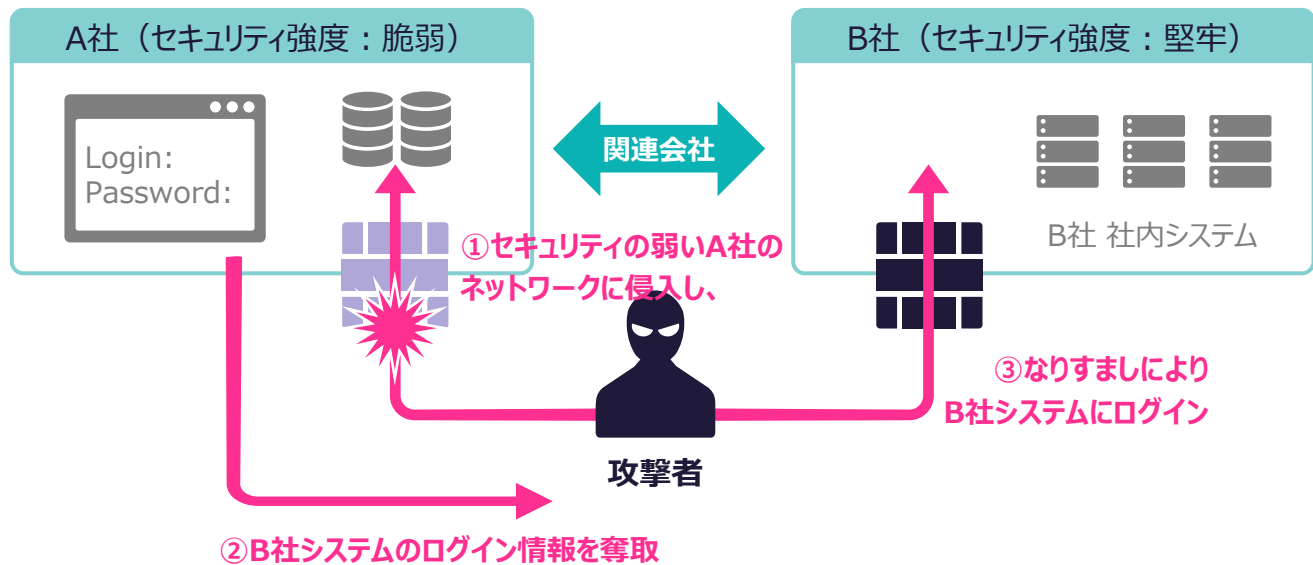 A社（セキュリティ強度：脆弱）
B社（セキュリティ強度：堅牢）
Login:
Password:
関連会社
B社 社内システム
①セキュリティの弱いA社の
ネットワークに侵入し、
③なりすましにより
B社システムにログイン
攻撃者
②B社システムのログイン情報を奪取